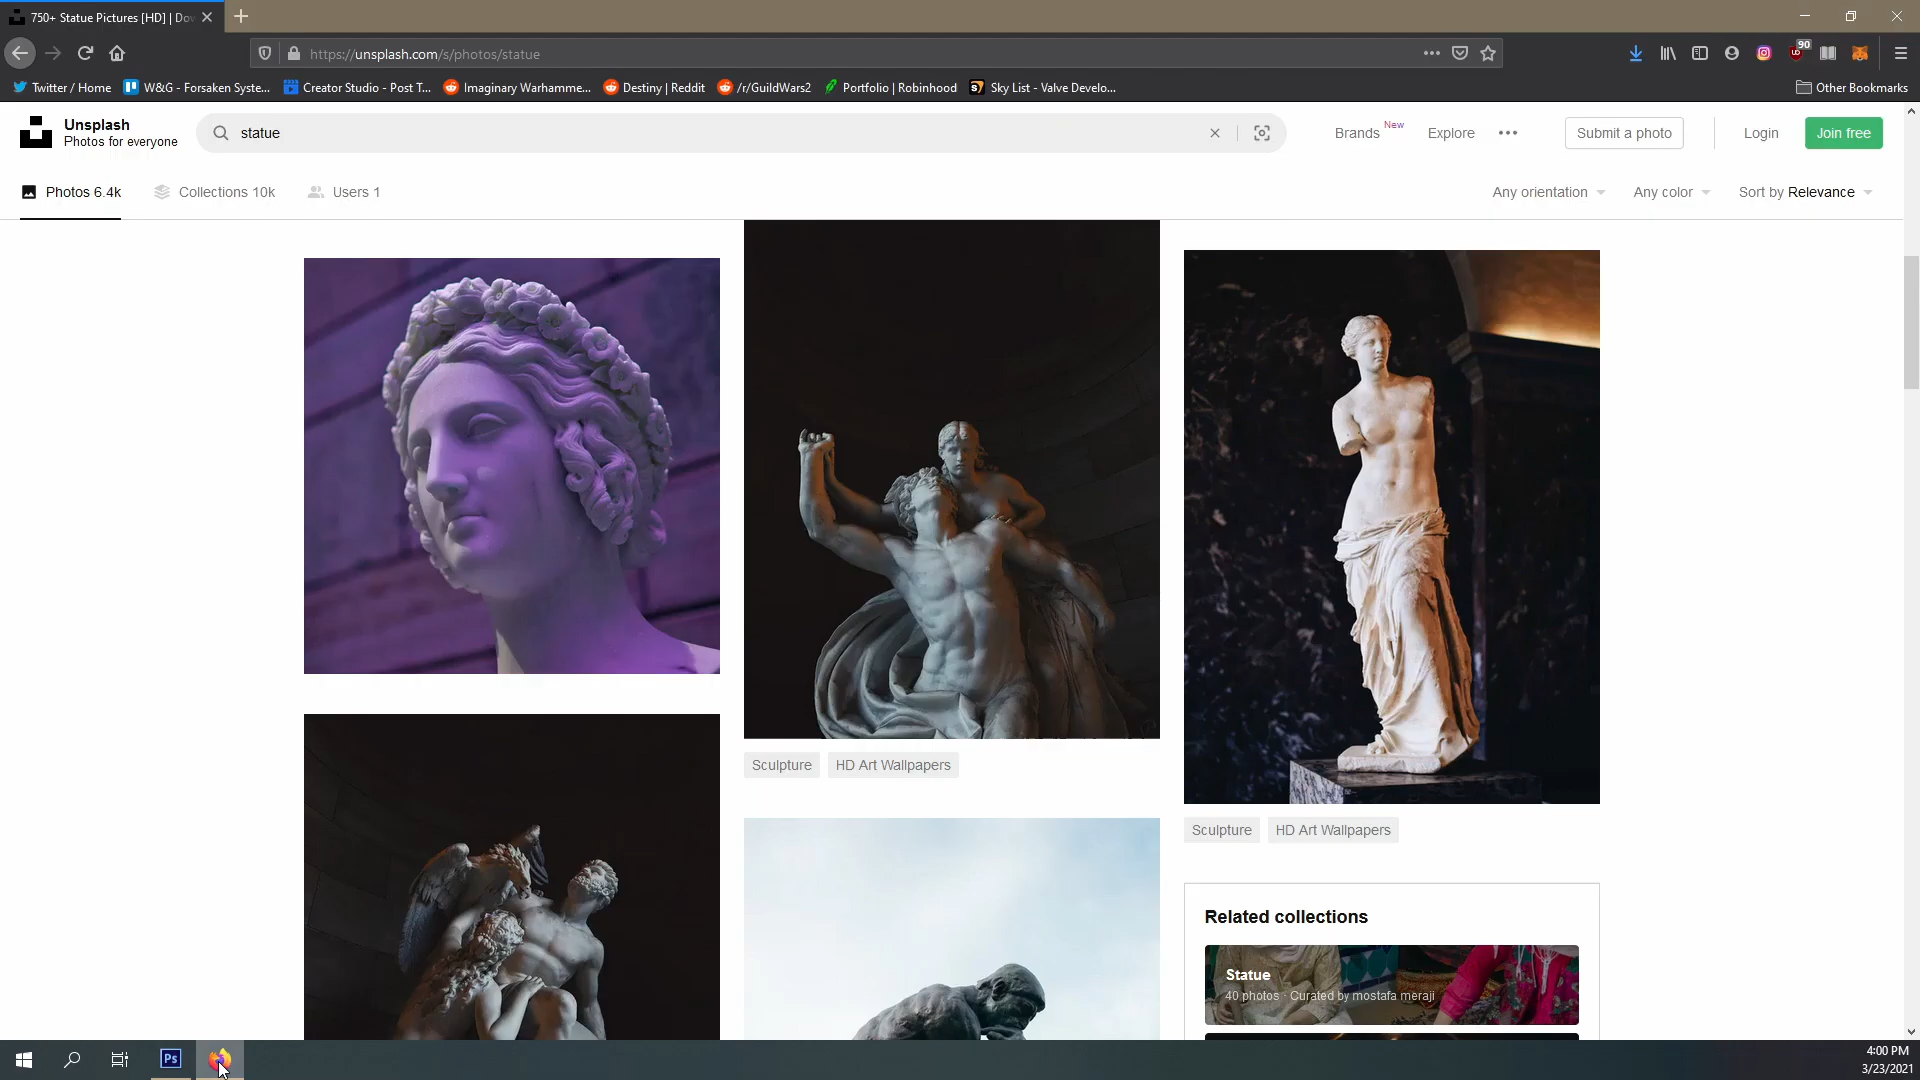 750+ Statue Pictures [HD] | Dow
https://unsplash.com/s/photos/statue
90
Twitter / Home
W&G - Forsaken Syste...
Creator Studio - Post T...
Imaginary Warhamme...
Destiny | Reddit
/r/GuildWars2
Portfolio | Robinhood
Sky List - Valve Develo...
Other Bookmarks
Unsplash
Photos for everyone
statue
Brands New
Explore
Submit a photo
Login
Join free
Photos 6.4k
Collections 10k
Users 1
Any orientation
Any color
Sort by Relevance
Sculpture
HD Art Wallpapers
Sculpture
HD Art Wallpapers
Related collections
Statue
40 photos · Curated by mostafa meraji
Ps
4:00 PM
3/23/2021